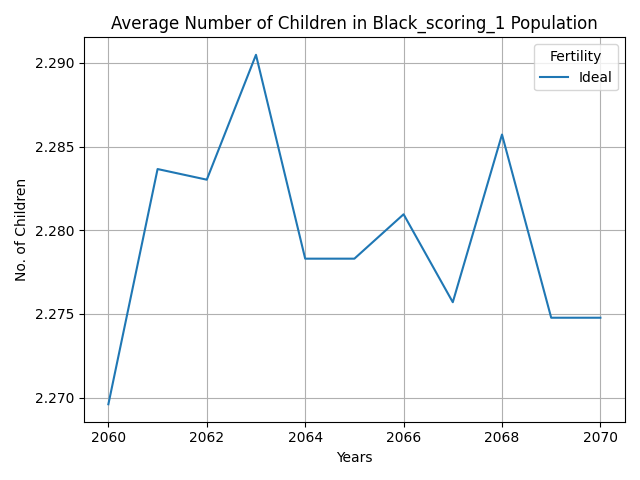 Average Number of Children in Black_scoring_1 Population
Fertility
Ideal
2.290
2.285
2.280
2.275
2.270
No. of Children
2060 2062 2064 2066 2068 2070
Years